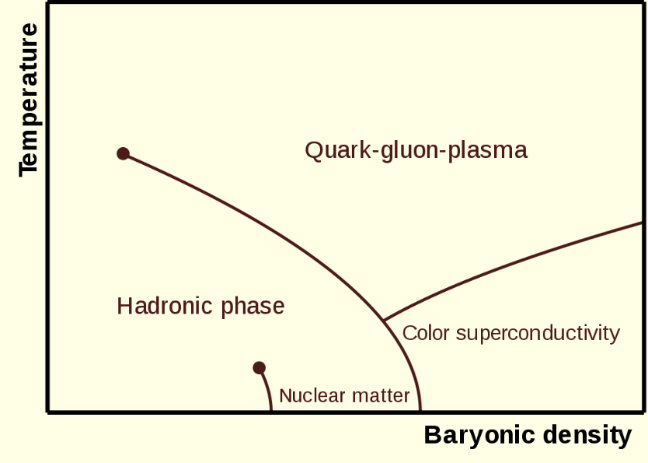 Temperature
Quark-gluon-plasma
Hadronic phase
Color superconductivity
Nuclear matter
Baryonic density